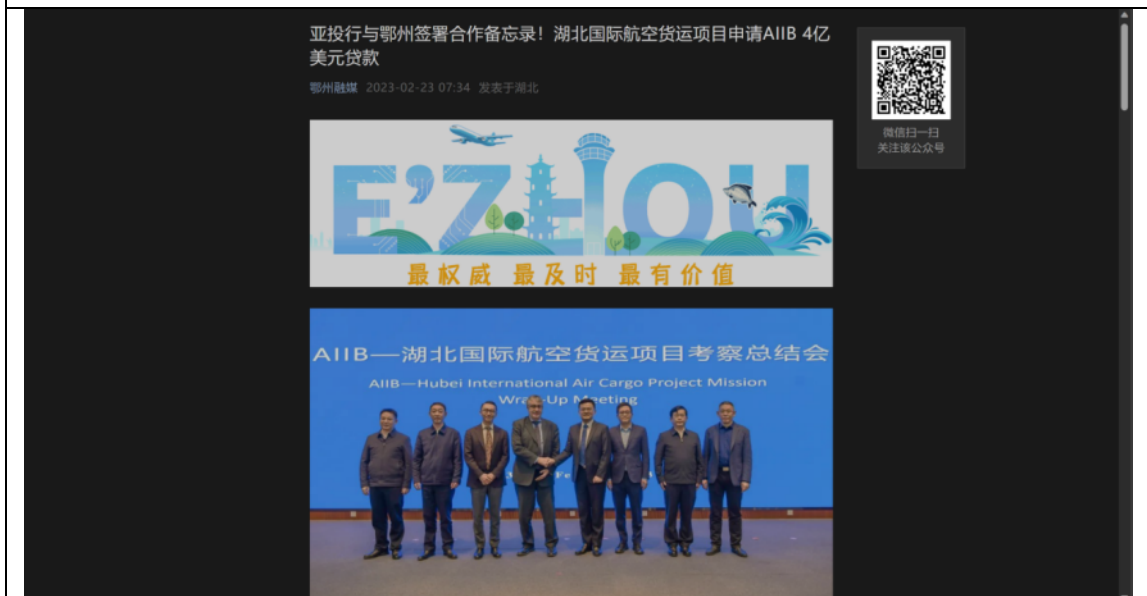 亚投行与鄂州签署合作备忘录！湖北国际航空货运项目申请AIIB 4亿
美元贷款
鄂州融媒 2023-02-23 07:34 发表于湖北
微信扫一扫
关注该公众号
E’ZHOU
最权威 最及时 最有价值
AIIB—湖北国际航空货运项目考察总结会
AIIB—Hubei International Air Cargo Project Mission
Wrap-Up Meeting